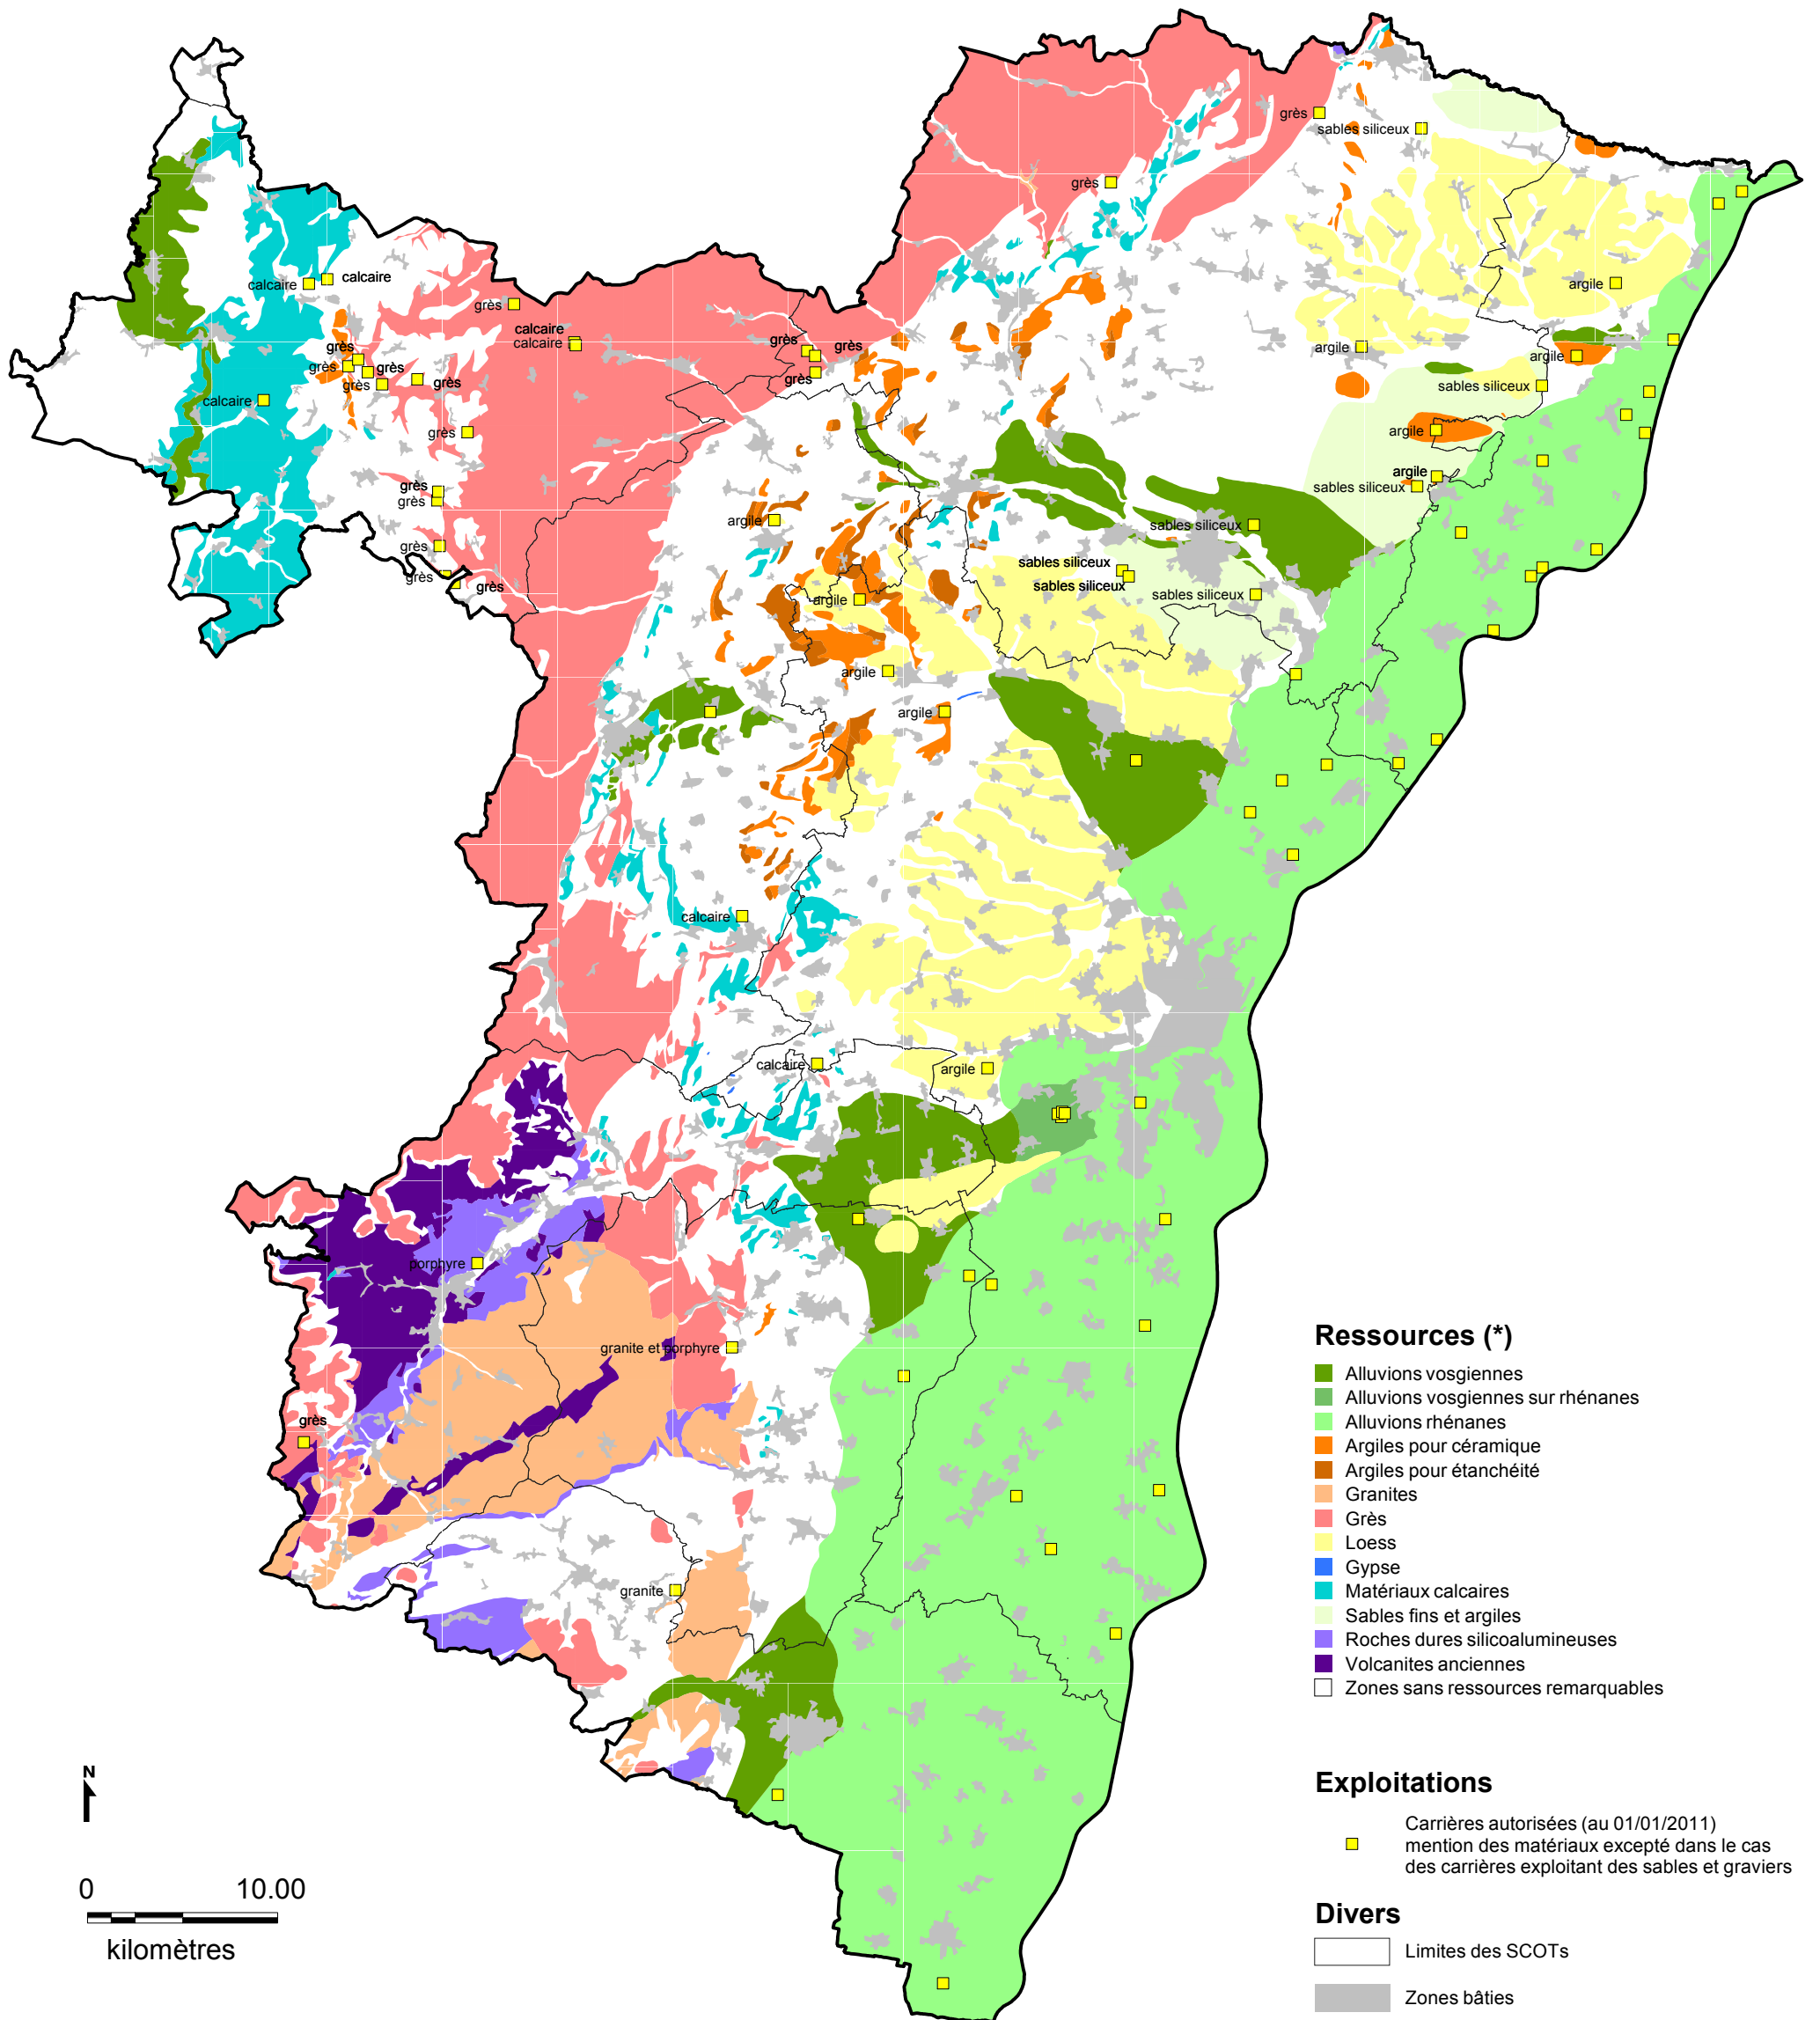 grès
sables siliceux
grès
calcaire
calcaire
argile
grès
calcaire
calcaire
grès
grès
grès
argile
argile
grès
grès
grès
grès
grès
grès
sables siliceux
calcaire
argile
grès
argile
sables siliceux
grès
grès
argile
sables siliceux
grès
sables siliceux
grès
grès
sables siliceux
sables siliceux
argile
argile
argile
calcaire
calcaire
argile
porphyre
granite et porphyre
grès
granite
Ressources (*)
Alluvions vosgiennes
Alluvions vosgiennes sur rhénanes
Alluvions rhénanes
Argiles pour céramique
Argiles pour étanchéité
Granites
Grès
Loess
Gypse
Matériaux calcaires
Sables fins et argiles
Roches dures silicoalumineuses
Volcanites anciennes
Zones sans ressources remarquables
Exploitations
Carrières autorisées (au 01/01/2011)
mention des matériaux excepté dans le cas
des carrières exploitant des sables et graviers
Divers
Limites des SCOTs
Zones bâties
N
0 10.00
kilomètres